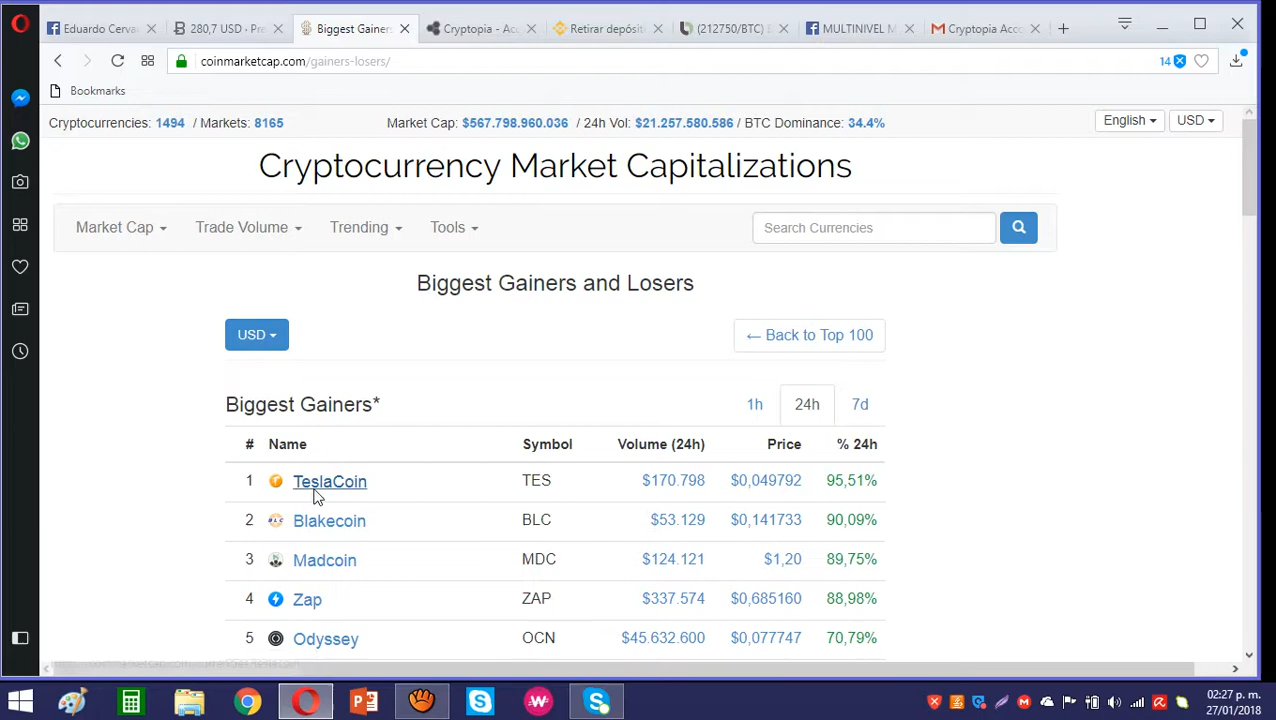 Eduardo Cerva
280,7 USD - Pre
Biggest Gainers
Cryptopia - Acc
Retirar depósit
(212750/BTC) E
MULTINIVEL M
Cryptopia Acco
coinmarketcap.com/gainers-losers/
14
Bookmarks
Cryptocurrencies: 1494 / Markets: 8165
Market Cap: $567.798.960.036 / 24h Vol: $21.257.580.586 / BTC Dominance: 34.4%
English
USD
Cryptocurrency Market Capitalizations
Market Cap
Trade Volume
Trending
Tools
Search Currencies
Biggest Gainers and Losers
USD
← Back to Top 100
Biggest Gainers*
1h
24h
7d
# Name Symbol Volume (24h) Price % 24h
1 TeslaCoin TES $170.798 $0,049792 95,51%
2 Blakecoin BLC $53.129 $0,141733 90,09%
3 Madcoin MDC $124.121 $1,20 89,75%
4 Zap ZAP $337.574 $0,685160 88,98%
5 Odyssey OCN $45.632.600 $0,077747 70,79%
02:27 p. m.
27/01/2018